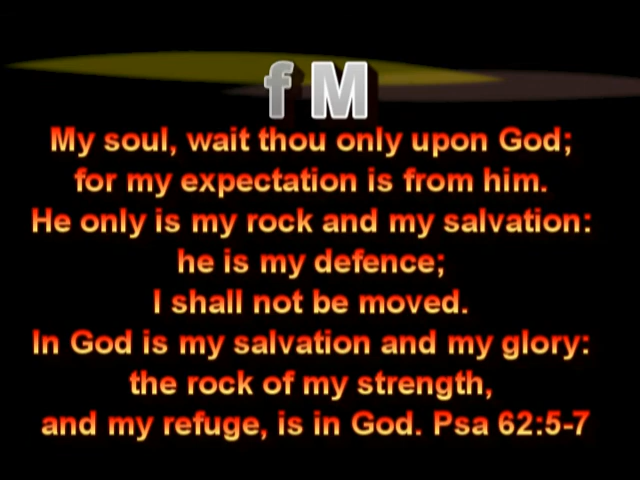 f M
My soul, wait thou only upon God;
for my expectation is from him.
He only is my rock and my salvation:
he is my defence;
I shall not be moved.
In God is my salvation and my glory:
the rock of my strength,
and my refuge, is in God. Psa 62:5-7